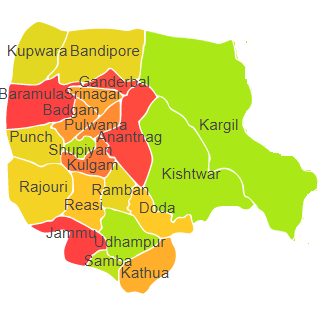 Kupwara
Bandipore
Ganderbal
Baramula
Srinagar
Badgam
Kargil
Pulwama
Punch
Anantnag
Shupiyan
Kulgam
Kishtwar
Rajouri
Ramban
Reasi
Doda
Jammu
Udhampur
Samba
Kathua